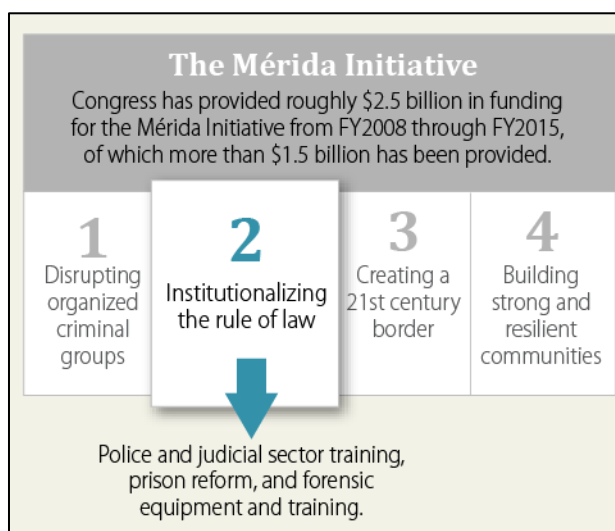 The Mérida Initiative
Congress has provided roughly $2.5 billion in funding
for the Mérida Initiative from FY2008 through FY2015,
of which more than $1.5 billion has been provided.
1
Disrupting
organized
criminal
groups
2
Institutionalizing
the rule of law
3
Creating a
21st century
border
4
Building
strong and
resilient
communities
Police and judicial sector training,
prison reform, and forensic
equipment and training.